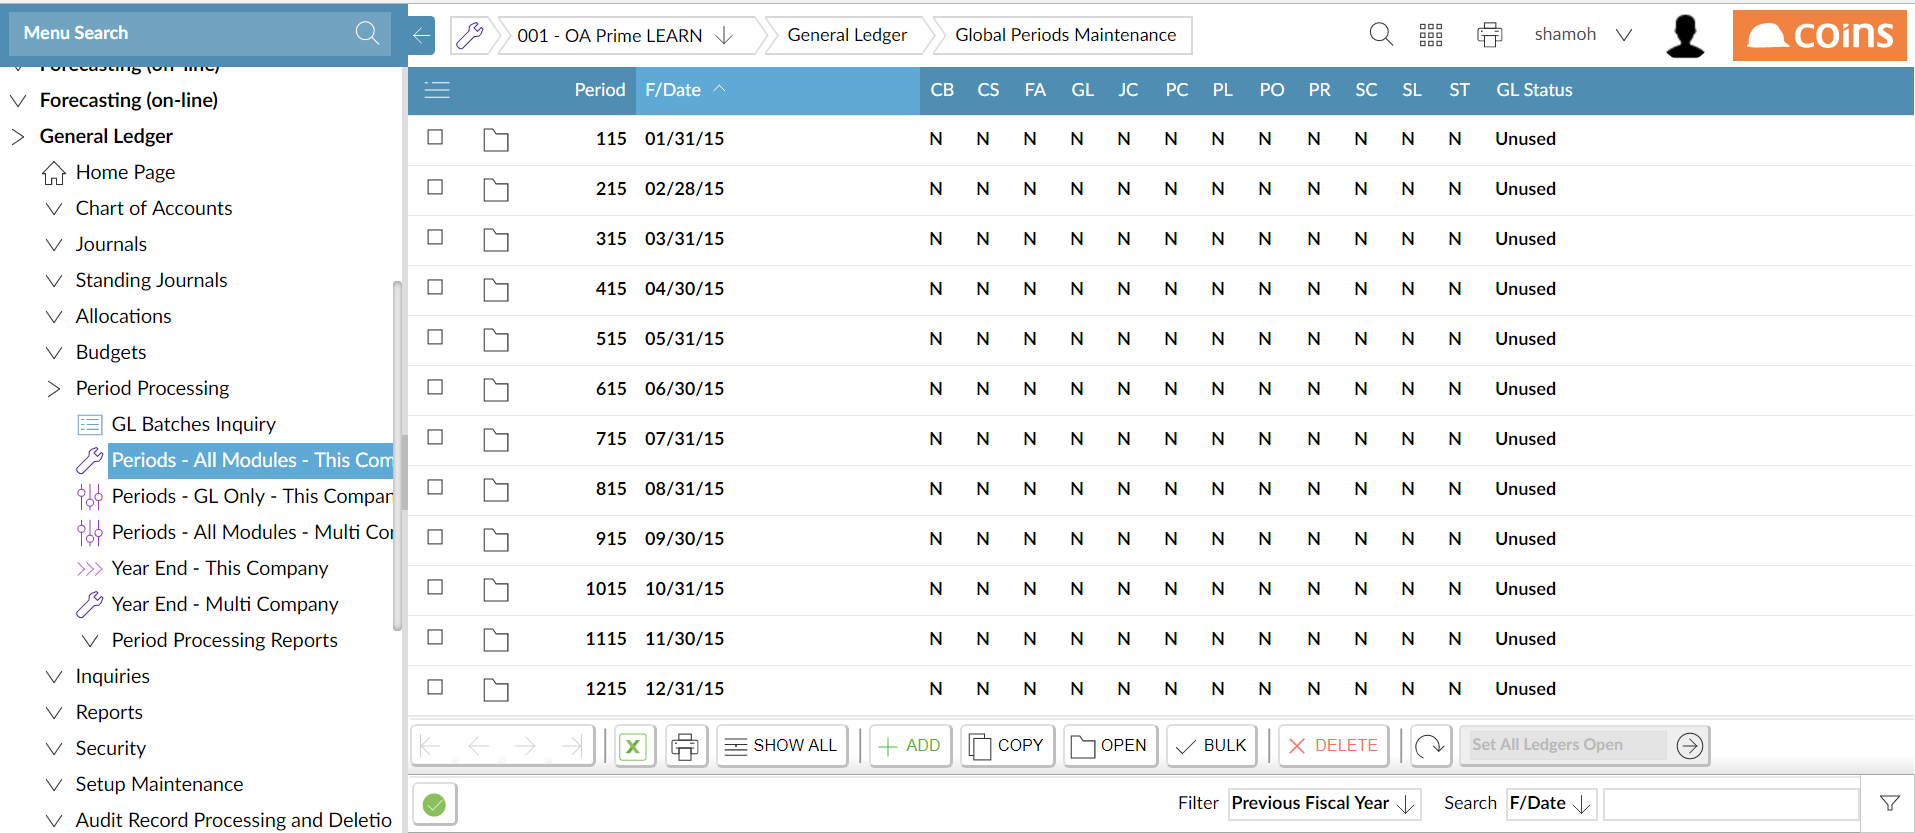 Menu Search
001 - OA Prime LEARN
General Ledger
Global Periods Maintenance
shamoh
coins
Forecasting (off-line)
Forecasting (on-line)
General Ledger
Home Page
Chart of Accounts
Journals
Standing Journals
Allocations
Budgets
Period Processing
GL Batches Inquiry
Periods - All Modules - This Com
Periods - GL Only - This Compan
Periods - All Modules - Multi Co
Year End - This Company
Year End - Multi Company
Period Processing Reports
Inquiries
Reports
Security
Setup Maintenance
Audit Record Processing and Deletio
Period F/Date CB CS FA GL JC PC PL PO PR SC SL ST GL Status
115 01/31/15 N N N N N N N N N N N N Unused
215 02/28/15 N N N N N N N N N N N N Unused
315 03/31/15 N N N N N N N N N N N N Unused
415 04/30/15 N N N N N N N N N N N N Unused
515 05/31/15 N N N N N N N N N N N N Unused
615 06/30/15 N N N N N N N N N N N N Unused
715 07/31/15 N N N N N N N N N N N N Unused
815 08/31/15 N N N N N N N N N N N N Unused
915 09/30/15 N N N N N N N N N N N N Unused
1015 10/31/15 N N N N N N N N N N N N Unused
1115 11/30/15 N N N N N N N N N N N N Unused
1215 12/31/15 N N N N N N N N N N N N Unused
SHOW ALL ADD COPY OPEN BULK DELETE Set All Ledgers Open
Filter Previous Fiscal Year Search F/Date